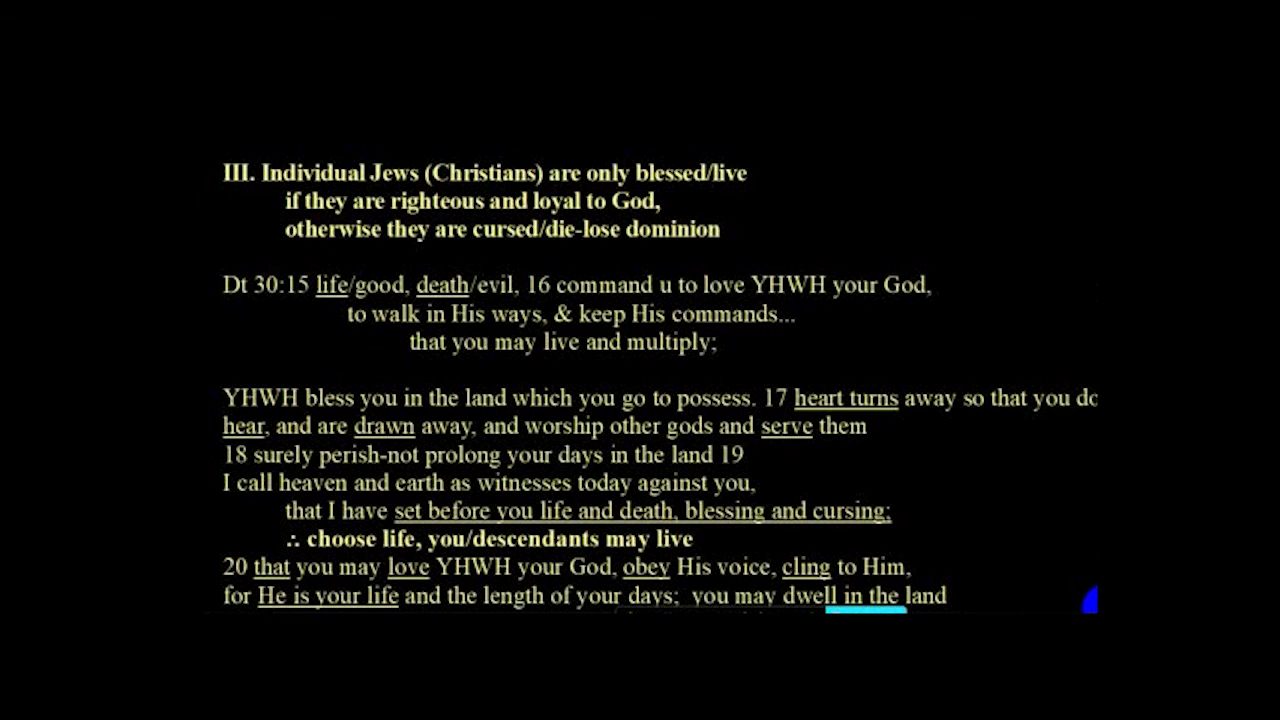 III. Individual Jews (Christians) are only blessed/live
if they are righteous and loyal to God,
otherwise they are cursed/die-lose dominion
Dt 30:15 life/good, death/evil, 16 command u to love YHWH your God,
to walk in His ways, & keep His commands...
that you may live and multiply;
YHWH bless you in the land which you go to possess. 17 heart turns away so that you do
hear, and are drawn away, and worship other gods and serve them
18 surely perish-not prolong your days in the land 19
I call heaven and earth as witnesses today against you,
that I have set before you life and death, blessing and cursing;
∴ choose life, you/descendants may live
20 that you may love YHWH your God, obey His voice, cling to Him,
for He is your life and the length of your days; you may dwell in the land